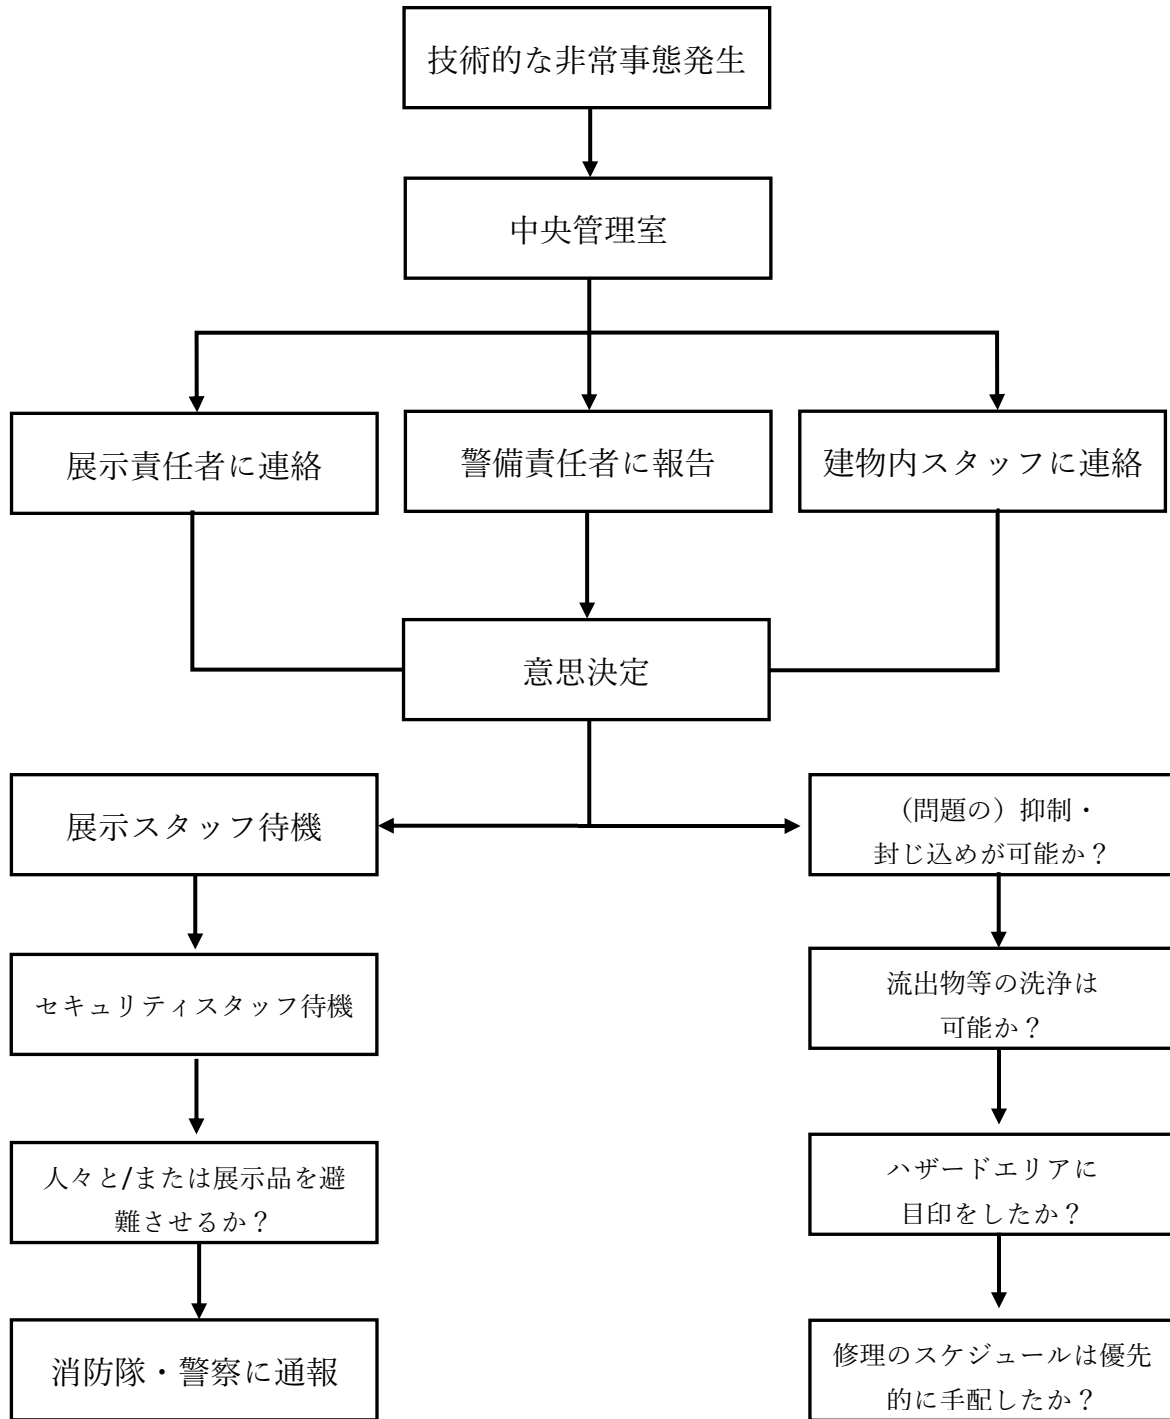 技術的な非常事態発生
中央管理室
展示責任者に連絡
警備責任者に報告
建物内スタッフに連絡
意思決定
展示スタッフ待機
（問題の）抑制・
封じ込めが可能か？
セキュリティスタッフ待機
流出物等の洗浄は
可能か？
人々と/または展示品を避
難させるか？
ハザードエリアに
目印をしたか？
消防隊・警察に通報
修理のスケジュールは優先
的に手配したか？